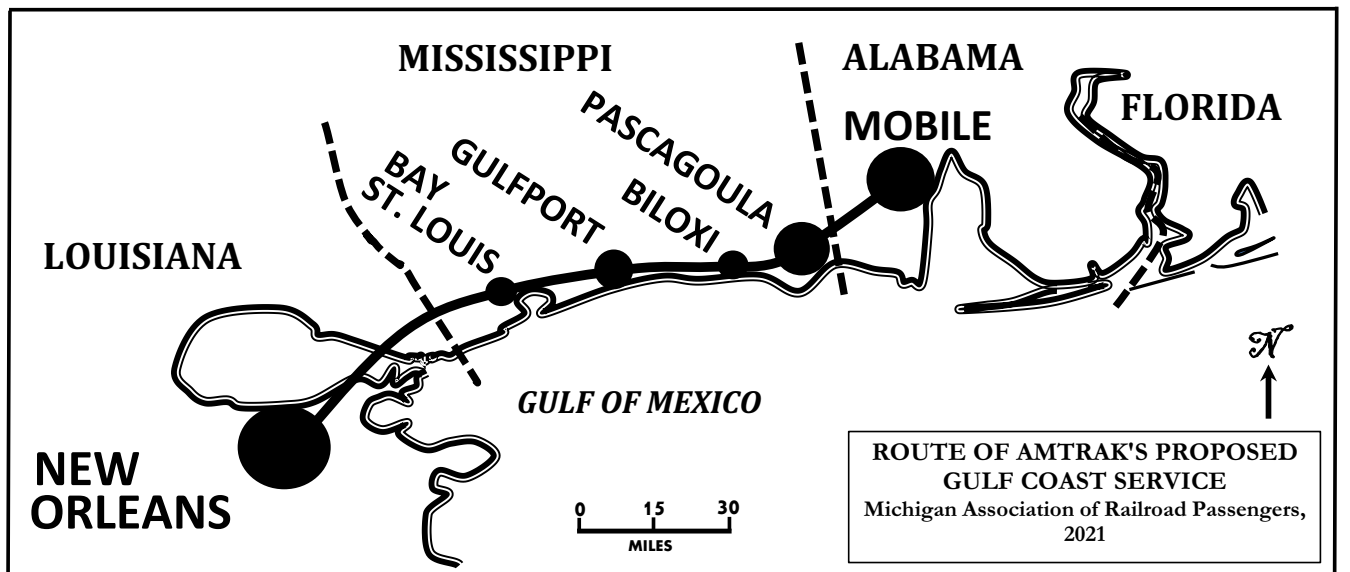 MISSISSIPPI
ALABAMA
FLORIDA
MOBILE
PASCAGOULA
BILOXI
GULFPORT
BAY
ST. LOUIS
LOUISIANA
NEW
ORLEANS
GULF OF MEXICO
N
0 15 30
MILES
ROUTE OF AMTRAK'S PROPOSED
GULF COAST SERVICE
Michigan Association of Railroad Passengers,
2021